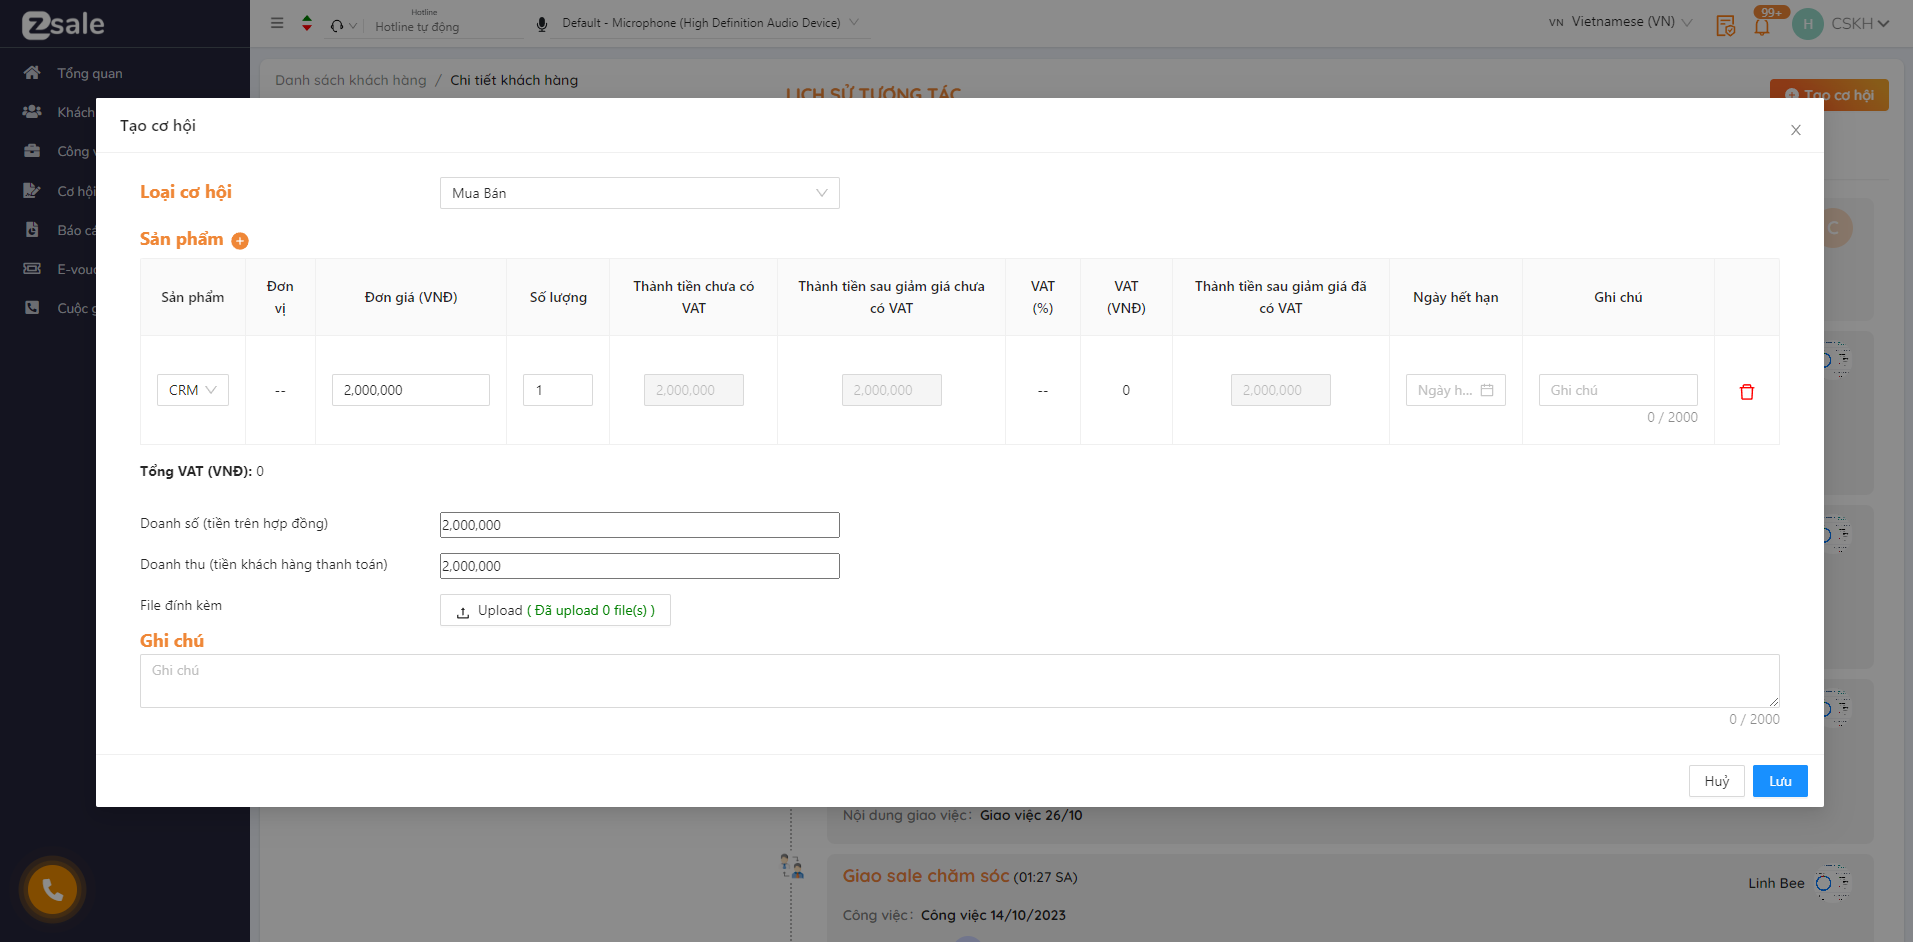 Zsale
Hotline
Hotline tự động
Default - Microphone (High Definition Audio Device)
VN Vietnamese (VN)
99+
H
CSKH
Tổng quan
Khách
Công v
Cơ hội
Báo cá
E-vouc
Cuộc g
Danh sách khách hàng / Chi tiết khách hàng
LỊCH SỬ TƯƠNG TÁC
Tạo cơ hội
Tạo cơ hội
Loại cơ hội
Mua Bán
Sản phẩm
Sản phẩm
Đơn vị
Đơn giá (VNĐ)
Số lượng
Thành tiền chưa có
VAT
Thành tiền sau giảm giá chưa
có VAT
VAT
(%)
VAT
(VNĐ)
Thành tiền sau giảm giá đã
có VAT
Ngày hết hạn
Ghi chú
CRM
--
2,000,000
1
2,000,000
2,000,000
--
0
2,000,000
Ngày h...
Ghi chú
0 / 2000
Tổng VAT (VNĐ): 0
Doanh số (tiền trên hợp đồng)
2,000,000
Doanh thu (tiền khách hàng thanh toán)
2,000,000
File đính kèm
Upload ( Đã upload 0 file(s) )
Ghi chú
Ghi chú
0 / 2000
Huỷ
Lưu
C
Nội dung giao việc: Giao việc 26/10
Giao sale chăm sóc (01:27 SA)
Linh Bee
Công việc: Công việc 14/10/2023